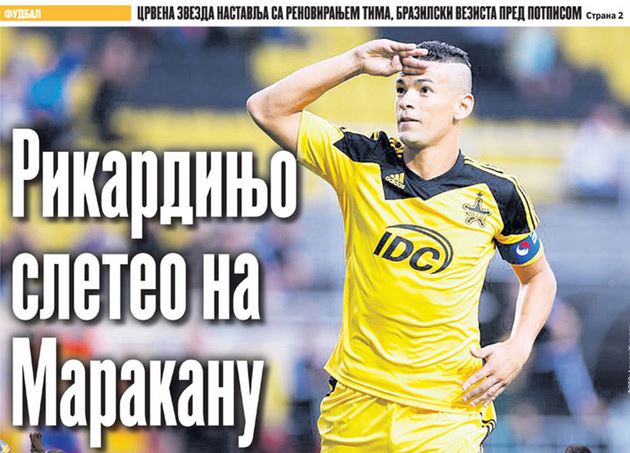 ФУДБАЛ
ЦРВЕНА ЗВЕЗДА НАСТАВЉА СА РЕНОВИРАЊЕМ ТИМА, БРАЗИЛСКИ ВЕЗИСТА ПРЕД ПОТПИСОМ Страна 2
Рикардињо
слетео на
Маракану
adidas
IDC